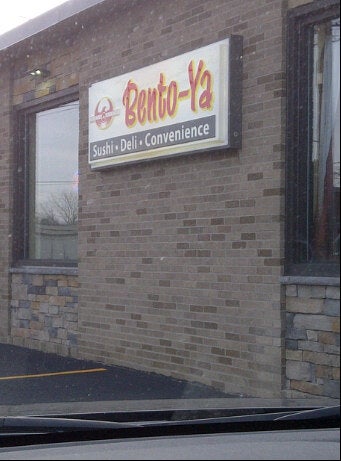 Bento-Ya
Sushi • Deli • Convenience